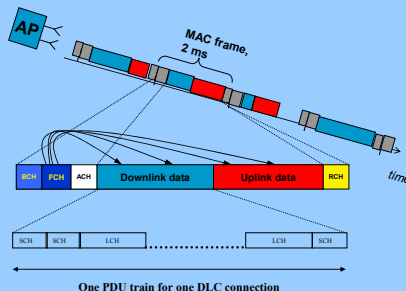 AP
MAC frame,
2 ms
time
BCH FCH ACH Downlink data Uplink data RCH
SCH SCH LCH LCH SCH
One PDU train for one DLC connection